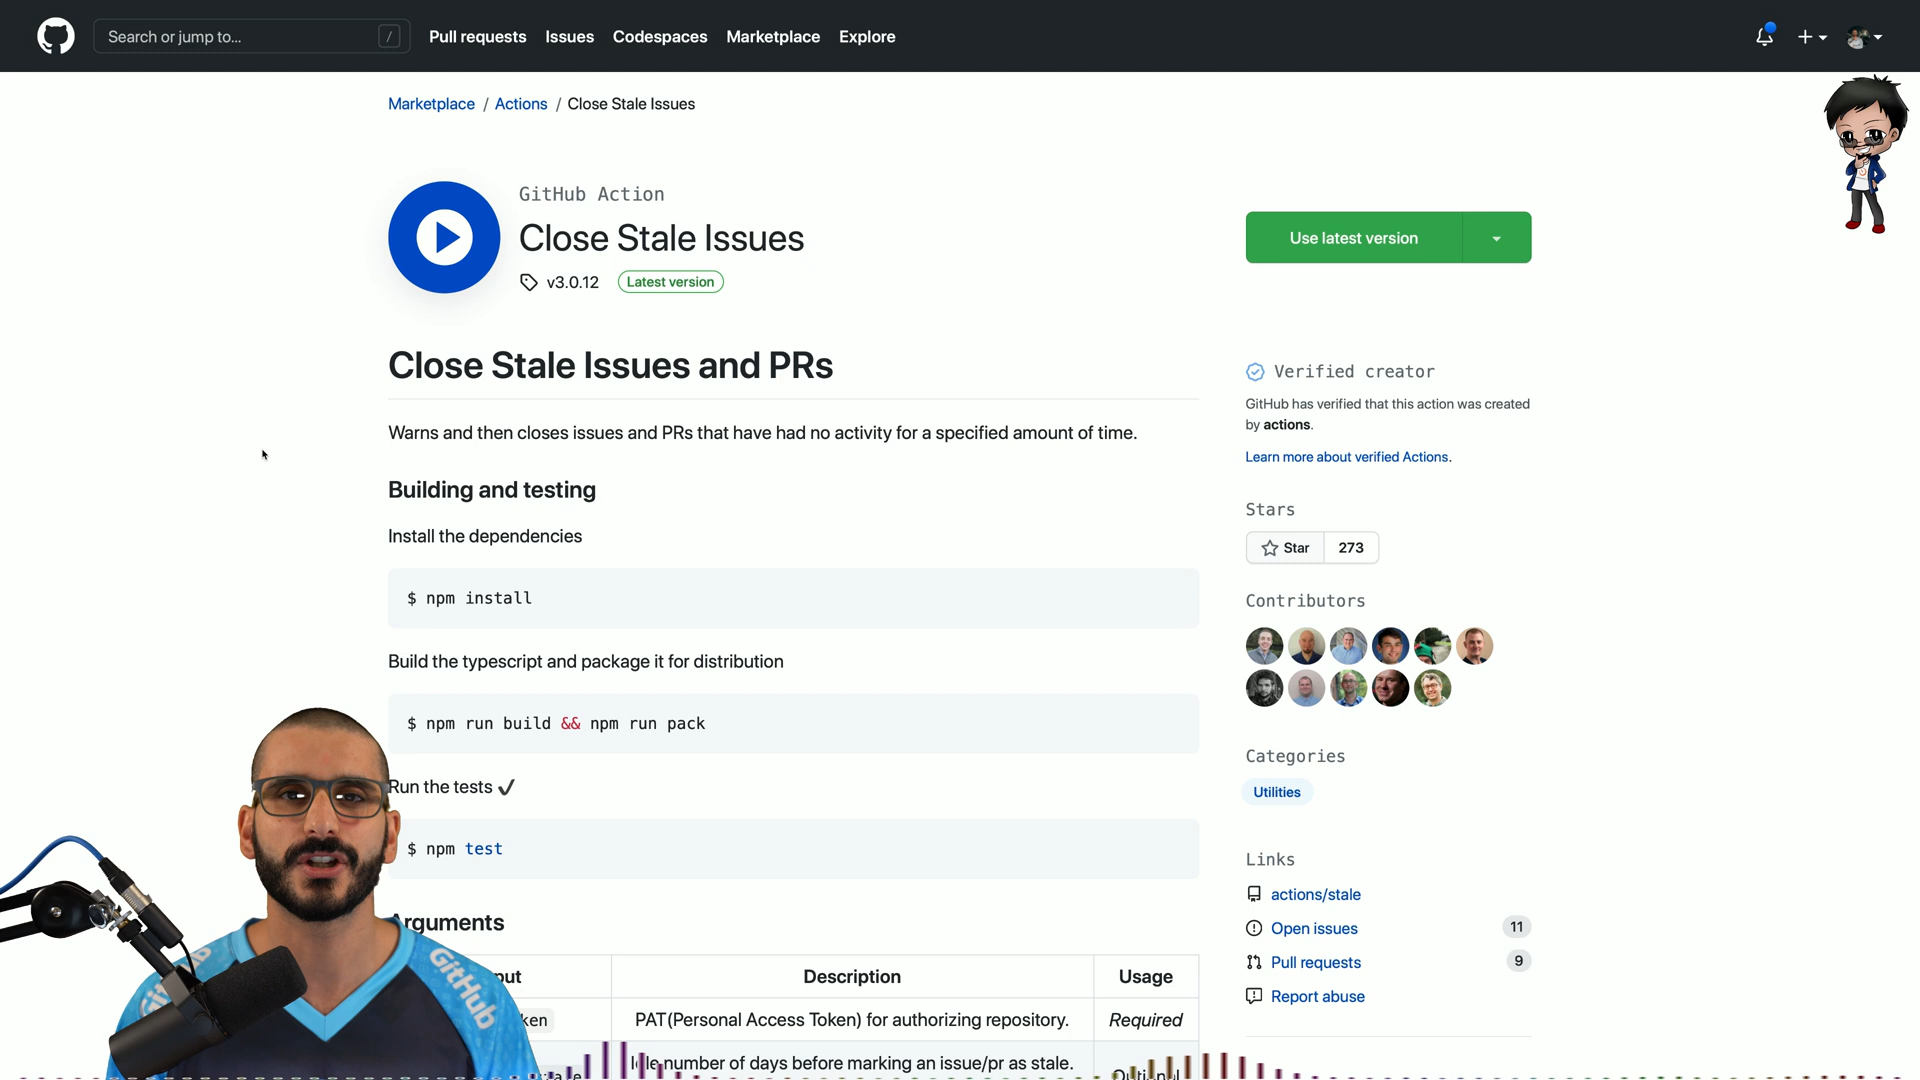 Search or jump to... /
Pull requests Issues Codespaces Marketplace Explore
Marketplace / Actions / Close Stale Issues
GitHub Action
Close Stale Issues
v3.0.12 Latest version
Use latest version
Close Stale Issues and PRs
Warns and then closes issues and PRs that have had no activity for a specified amount of time.
Building and testing
Install the dependencies
$ npm install
Build the typescript and package it for distribution
$ npm run build && npm run pack
Run the tests ✔
$ npm test
Arguments
put Description Usage
ken PAT(Personal Access Token) for authorizing repository. Required
Idle number of days before marking an issue/pr as stale. Optional
Verified creator
GitHub has verified that this action was created
by actions.
Learn more about verified Actions.
Stars
Star 273
Contributors
Categories
Utilities
Links
actions/stale
Open issues 11
Pull requests 9
Report abuse
GitHub